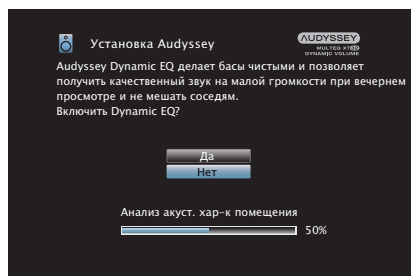 Установка Audyssey
AUDYSSEY
MULTEQ XT32
DYNAMIC VOLUME
Audyssey Dynamic EQ делает басы чистыми и позволяет
получить качественный звук на малой громкости при вечернем
просмотре и не мешать соседям.
Включить Dynamic EQ?
Да
Нет
Анализ акуст. хар-к помещения
50%